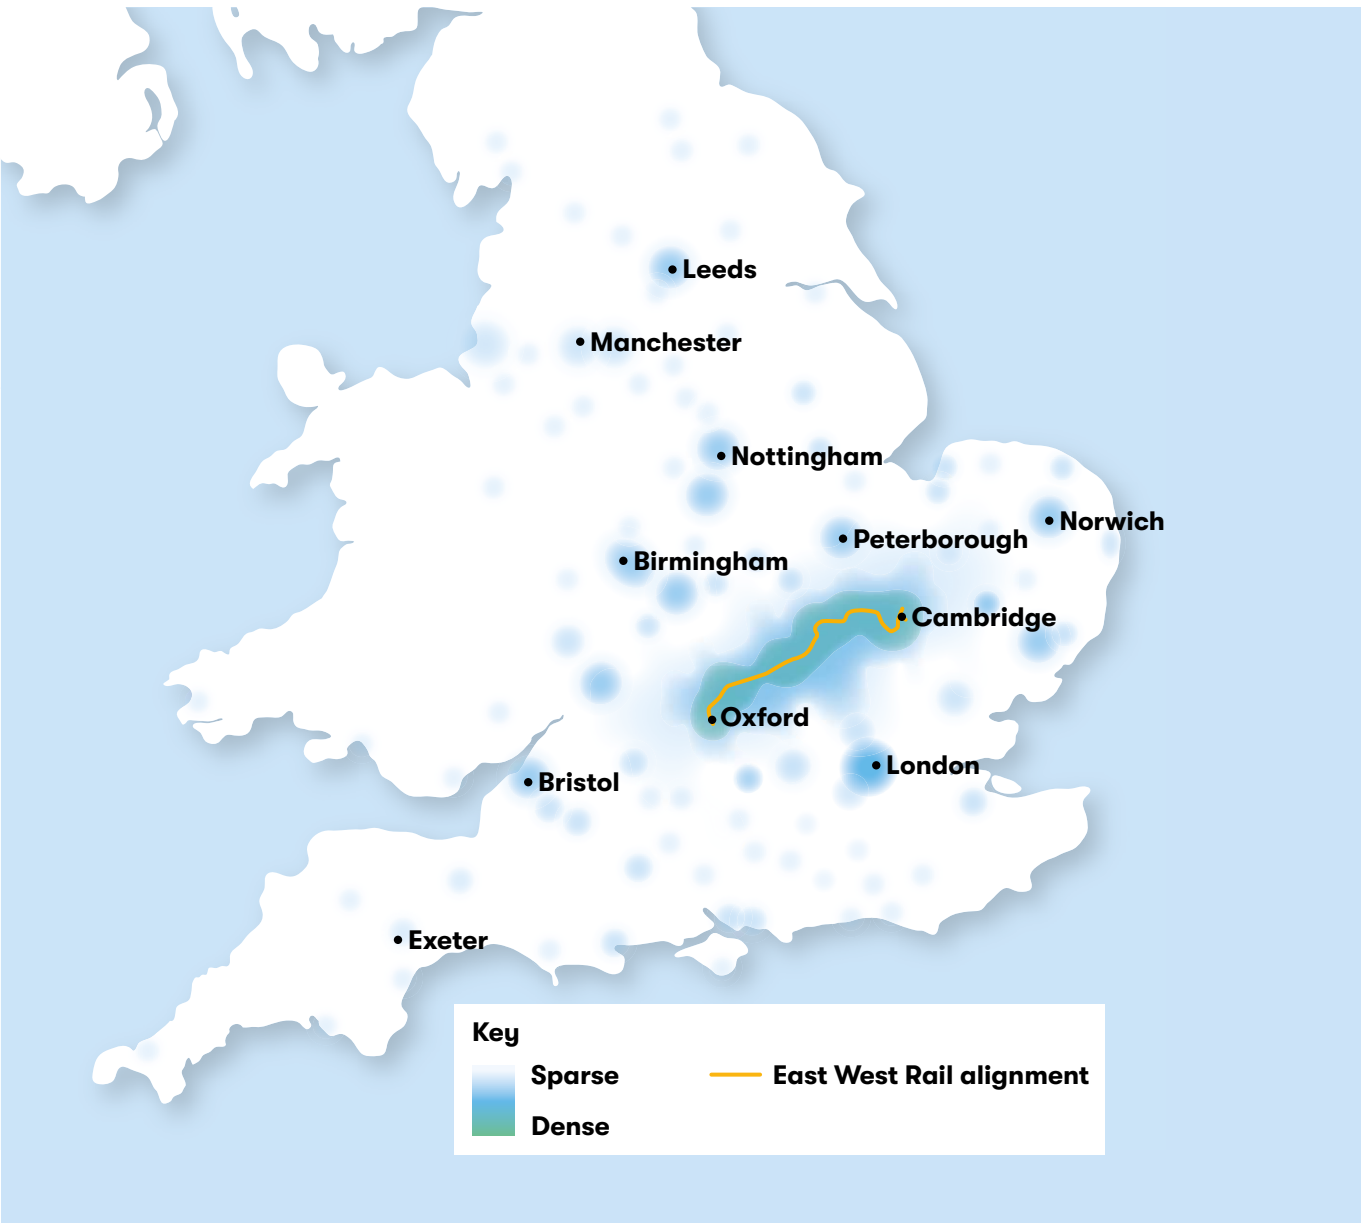 Leeds
Manchester
Nottingham
Norwich
Peterborough
Birmingham
Cambridge
Oxford
London
Bristol
Exeter
Key
Sparse
East West Rail alignment
Dense